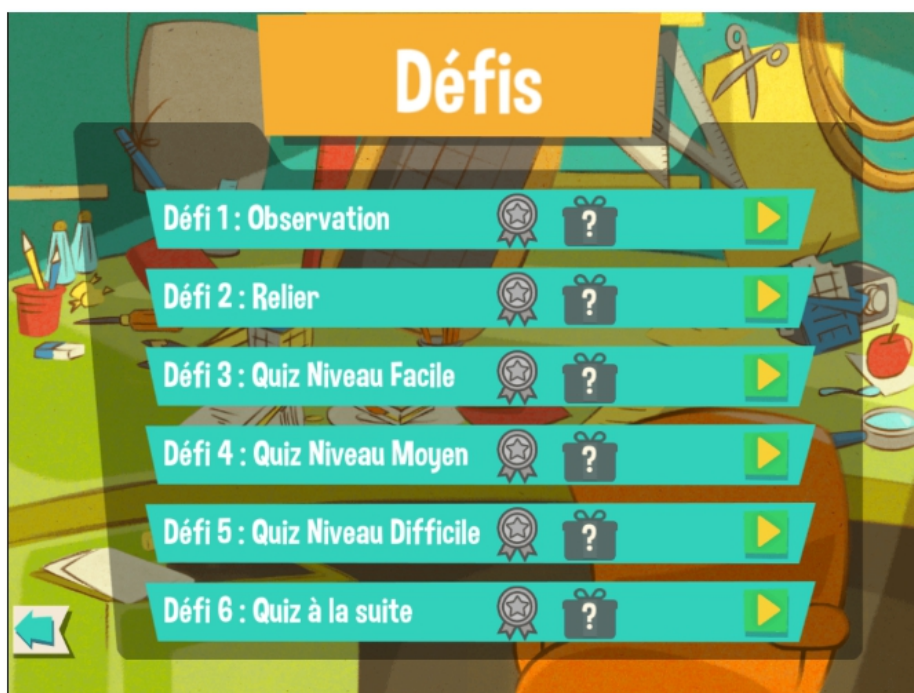 Défis
Défi 1 : Observation
?
Défi 2 : Relier
?
Défi 3 : Quiz Niveau Facile
?
Défi 4 : Quiz Niveau Moyen
?
Défi 5 : Quiz Niveau Difficile
?
Défi 6 : Quiz à la suite
?